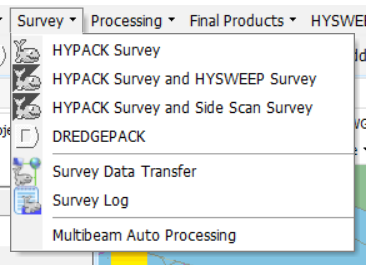 Survey Processing Final Products HYSWEE
HYPACK Survey
HYPACK Survey and HYSWEEP Survey
HYPACK Survey and Side Scan Survey
DREDGEPACK
Survey Data Transfer
Survey Log
Multibeam Auto Processing